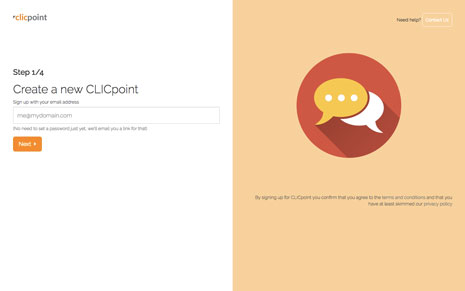 clicpoint
Need help? Contact Us
Step 1/4
Create a new CLICpoint
Sign up with your email address
me@mydomain.com
(No need to set a password just yet, we'll email you a link for that)
Next
By signing up for CLICpoint you confirm that you agree to the terms and conditions and that you
have at least skimmed our privacy policy